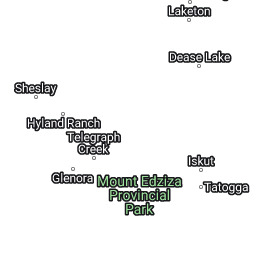 Laketon
Dease Lake
Sheslay
Hyland Ranch
Telegraph
Creek
Iskut
Glenora
Mount Edziza
Provincial
Park
Tatogga